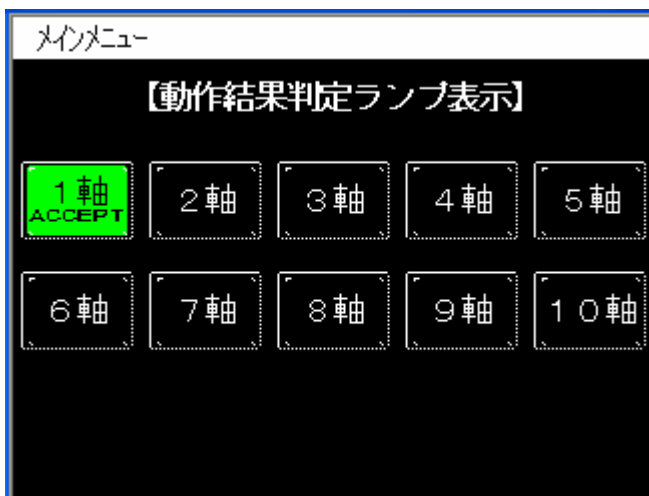 メインメニュー
【動作結果判定ランプ表示】
1軸 2軸 3軸 4軸 5軸
ACCEPT
6軸 7軸 8軸 9軸 10軸